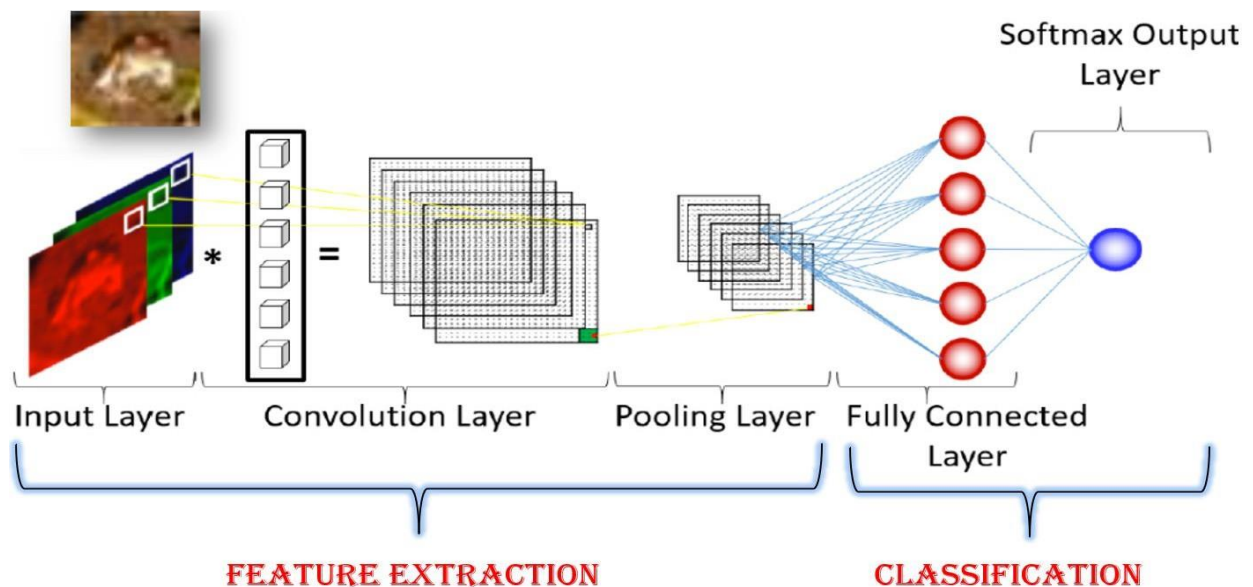 Softmax Output
Layer
*
=
Input Layer
Convolution Layer
Pooling Layer
Fully Connected
Layer
FEATURE EXTRACTION
CLASSIFICATION